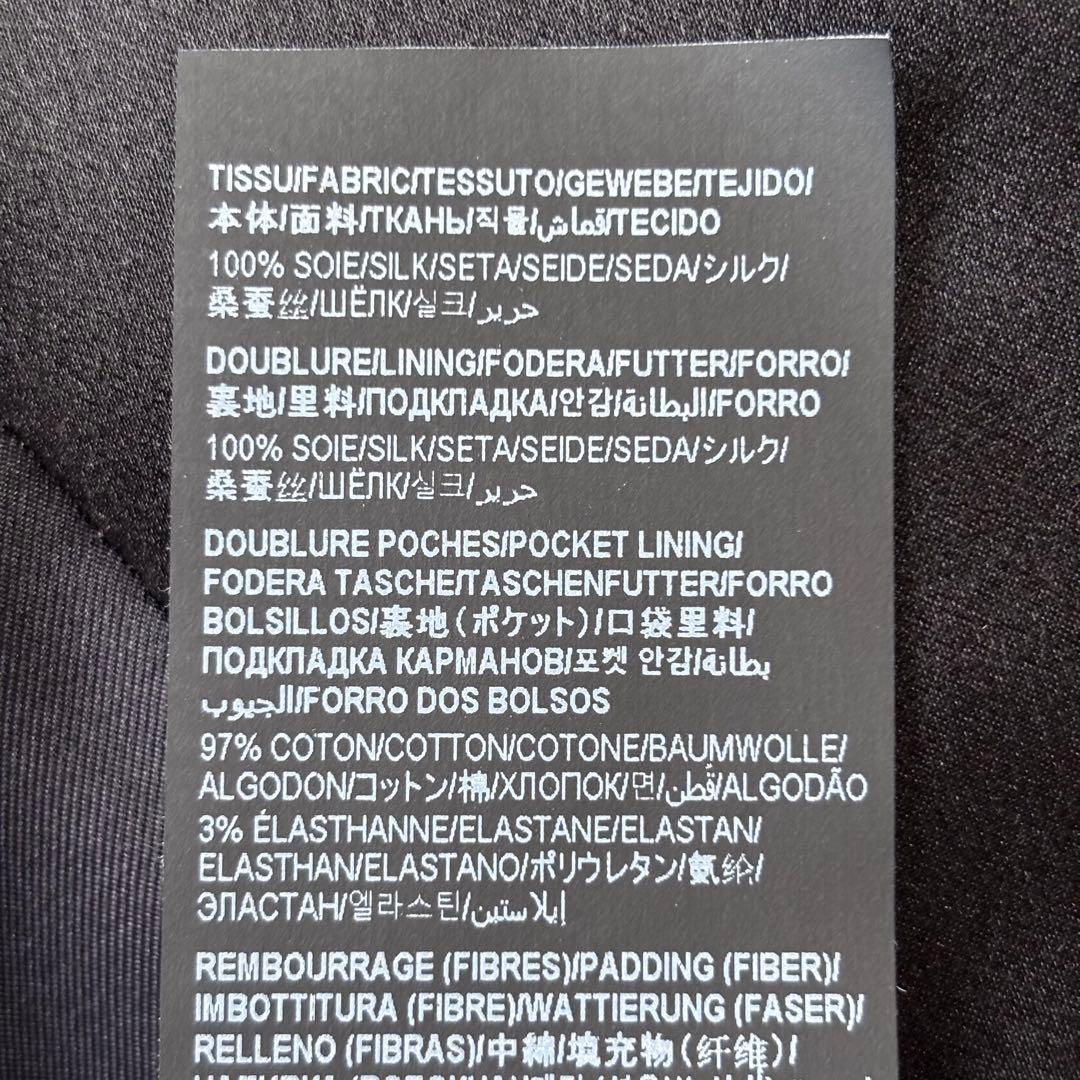 TISSU/FABRIC/TESSUTO/GEWEBE/TEJIDO/
本体/面料/ТКАНЬ/직물/قماش/TECIDO
100% SOIE/SILK/SETA/SEIDE/SEDA/シルク/
桑蚕丝/ШЁЛК/실크/حرير
DOUBLURE/LINING/FODERA/FUTTER/FORRO/
裏地/里料/ПОДКЛАДКА/안감/البطانة/FORRO
100% SOIE/SILK/SETA/SEIDE/SEDA/シルク/
桑蚕丝/ШЁЛК/실크/حرير
DOUBLURE POCHES/POCKET LINING/
FODERA TASCHE/TASCHENFUTTER/FORRO
BOLSILLOS/裏地(ポケット)/口袋里料/
ПОДКЛАДКА КАРМАНОВ/포켓 안감/بطانة
الجيوب/FORRO DOS BOLSOS
97% COTON/COTTON/COTONE/BAUMWOLLE/
ALGODON/コットン/棉/ХЛОПОК/면/قطن/ALGODÃO
3% ÉLASTHANNE/ELASTANE/ELASTAN/
ELASTHAN/ELASTANO/ポリウレタン/氨纶/
ЭЛАСТАН/엘라스틴/إيلاستين
REMBOURRAGE (FIBRES)/PADDING (FIBER)/
IMBOTTITURA (FIBRE)/WATTIERUNG (FASER)/
RELLENO (FIBRAS)/中綿/填充物(纤维)/